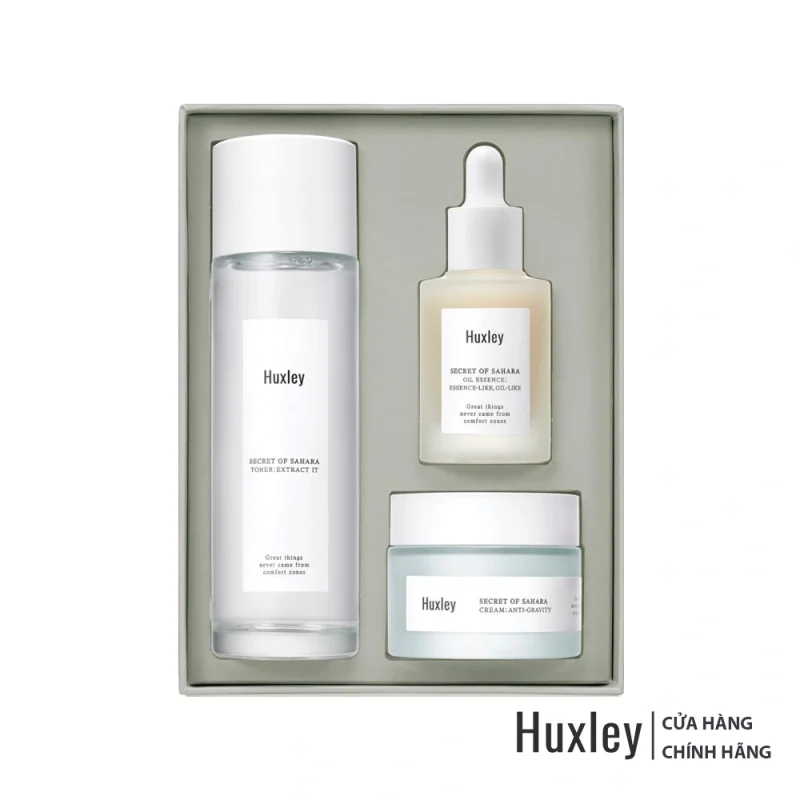 Huxley
SECRET OF SAHARA
TONER;EXTRACT IT
Great things
never came from
comfort zones
Huxley
SECRET OF SAHARA
OIL ESSENCE;
ESSENCE-LIKE, OIL-LIKE
Great things
never came from
comfort zones
Huxley
SECRET OF SAHARA
CREAM;ANTI-GRAVITY
Huxley
CỬA HÀNG
CHÍNH HÃNG